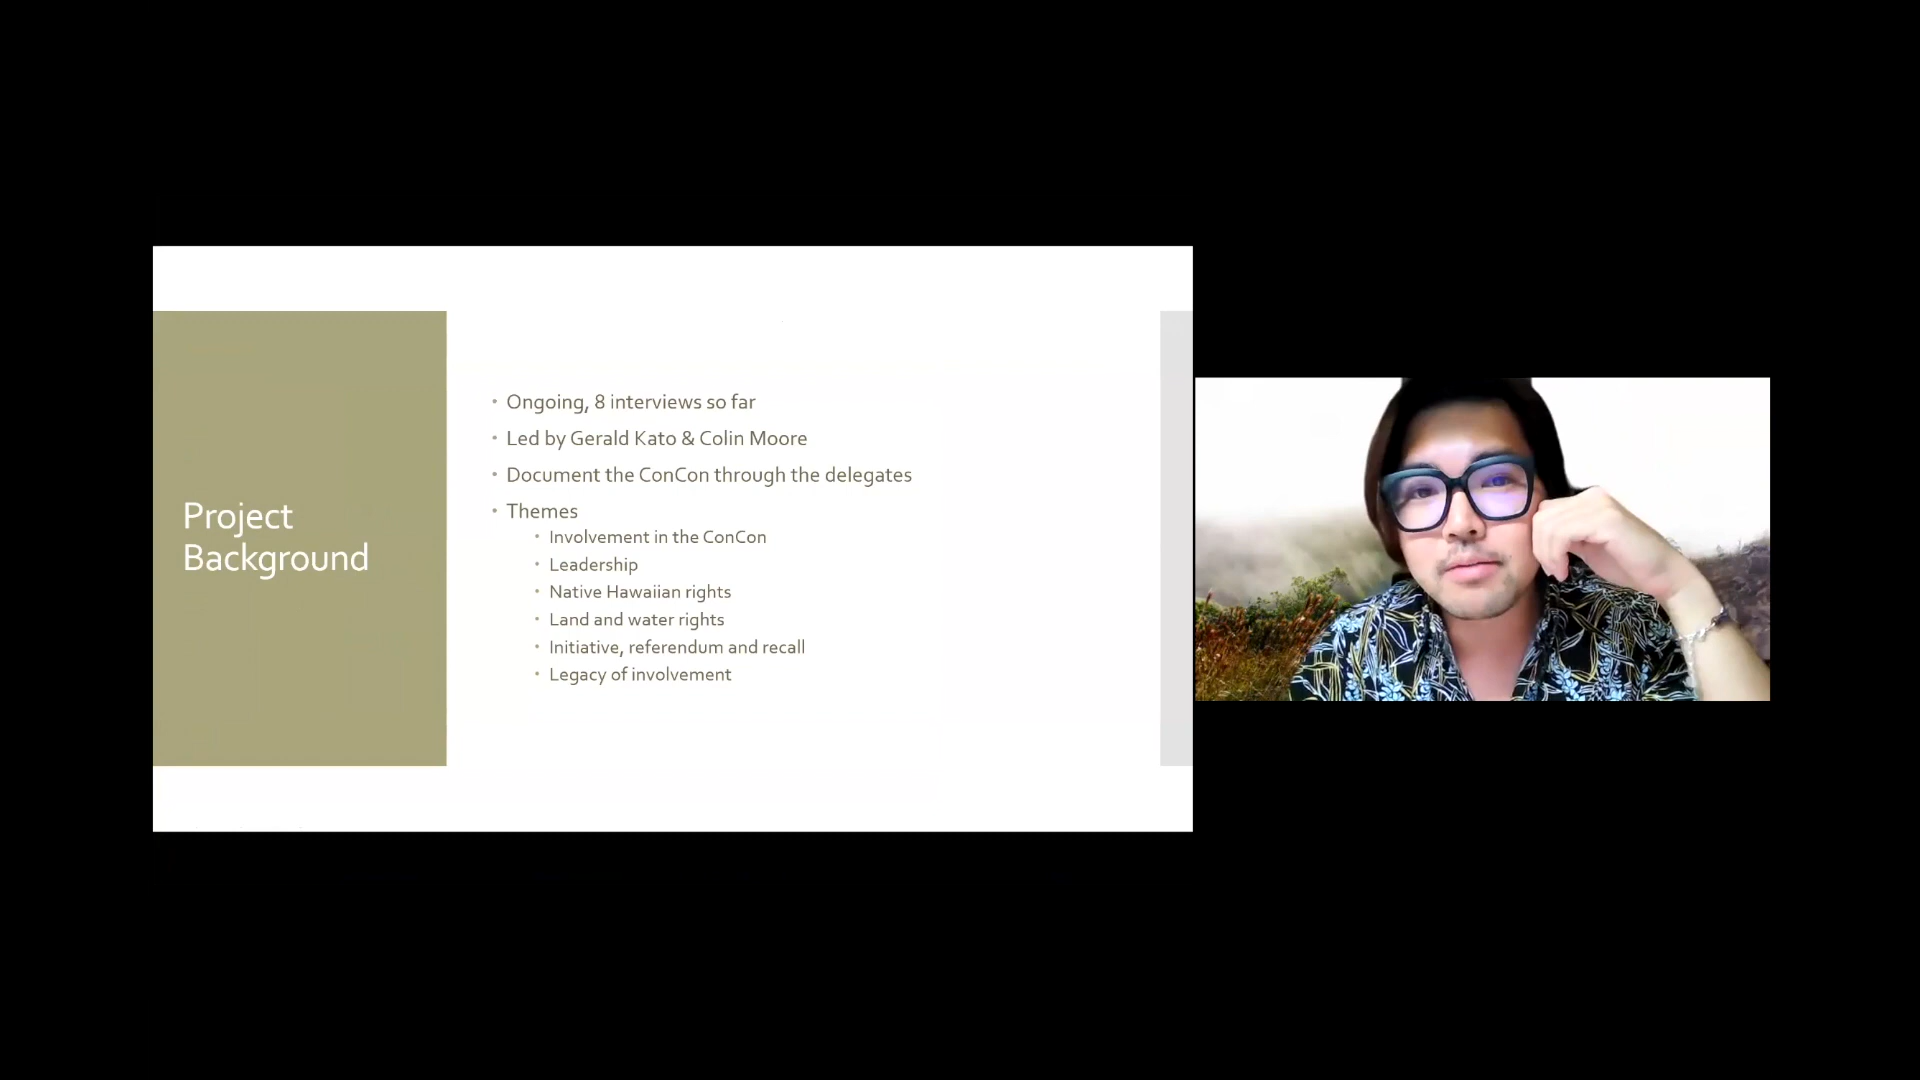 Project
Background
• Ongoing, 8 interviews so far
• Led by Gerald Kato & Colin Moore
• Document the ConCon through the delegates
• Themes
• Involvement in the ConCon
• Leadership
• Native Hawaiian rights
• Land and water rights
• Initiative, referendum and recall
• Legacy of involvement